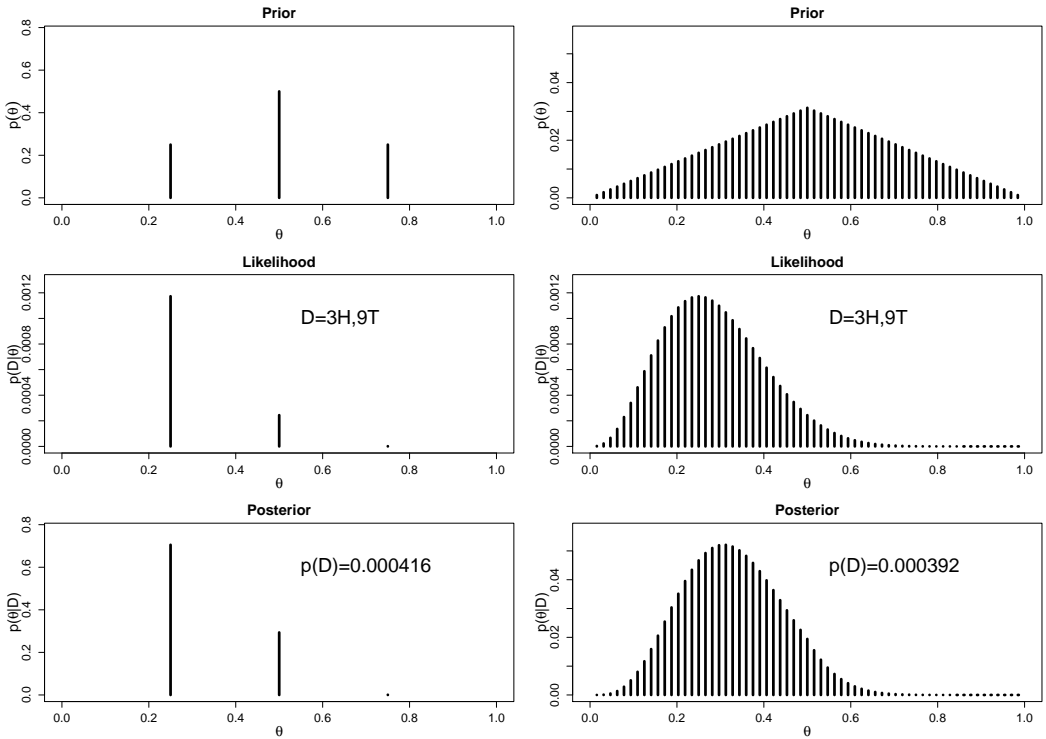 Prior
p(θ)
0.0 0.2 0.4 0.6 0.8
0.0 0.2 0.4 0.6 0.8 1.0
θ
Prior
p(θ)
0.00 0.02 0.04
0.0 0.2 0.4 0.6 0.8 1.0
θ
Likelihood
D=3H,9T
p(D|θ)
0.0000 0.0004 0.0008 0.0012
0.0 0.2 0.4 0.6 0.8 1.0
θ
Likelihood
D=3H,9T
p(D|θ)
0.0000 0.0004 0.0008 0.0012
0.0 0.2 0.4 0.6 0.8 1.0
θ
Posterior
p(D)=0.000416
p(θ|D)
0.0 0.2 0.4 0.6 0.8
0.0 0.2 0.4 0.6 0.8 1.0
θ
Posterior
p(D)=0.000392
p(θ|D)
0.00 0.02 0.04
0.0 0.2 0.4 0.6 0.8 1.0
θ